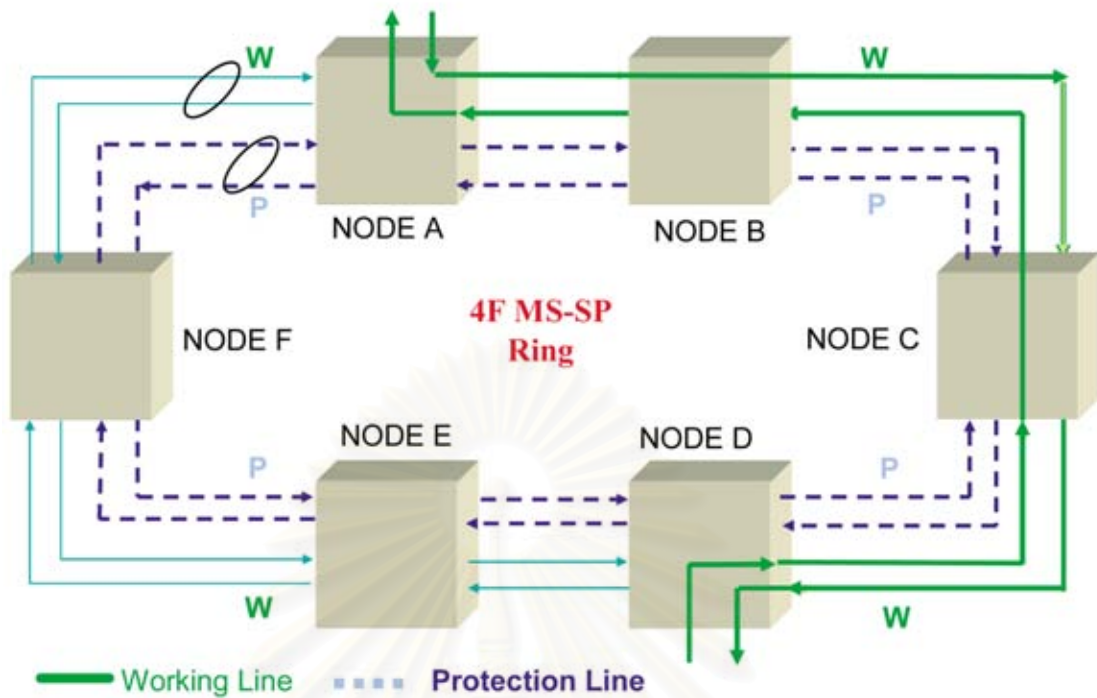 W
W
P
P
NODE A
NODE B
4F MS-SP
Ring
NODE F
NODE C
NODE E
NODE D
P
P
W
W
Working Line
Protection Line